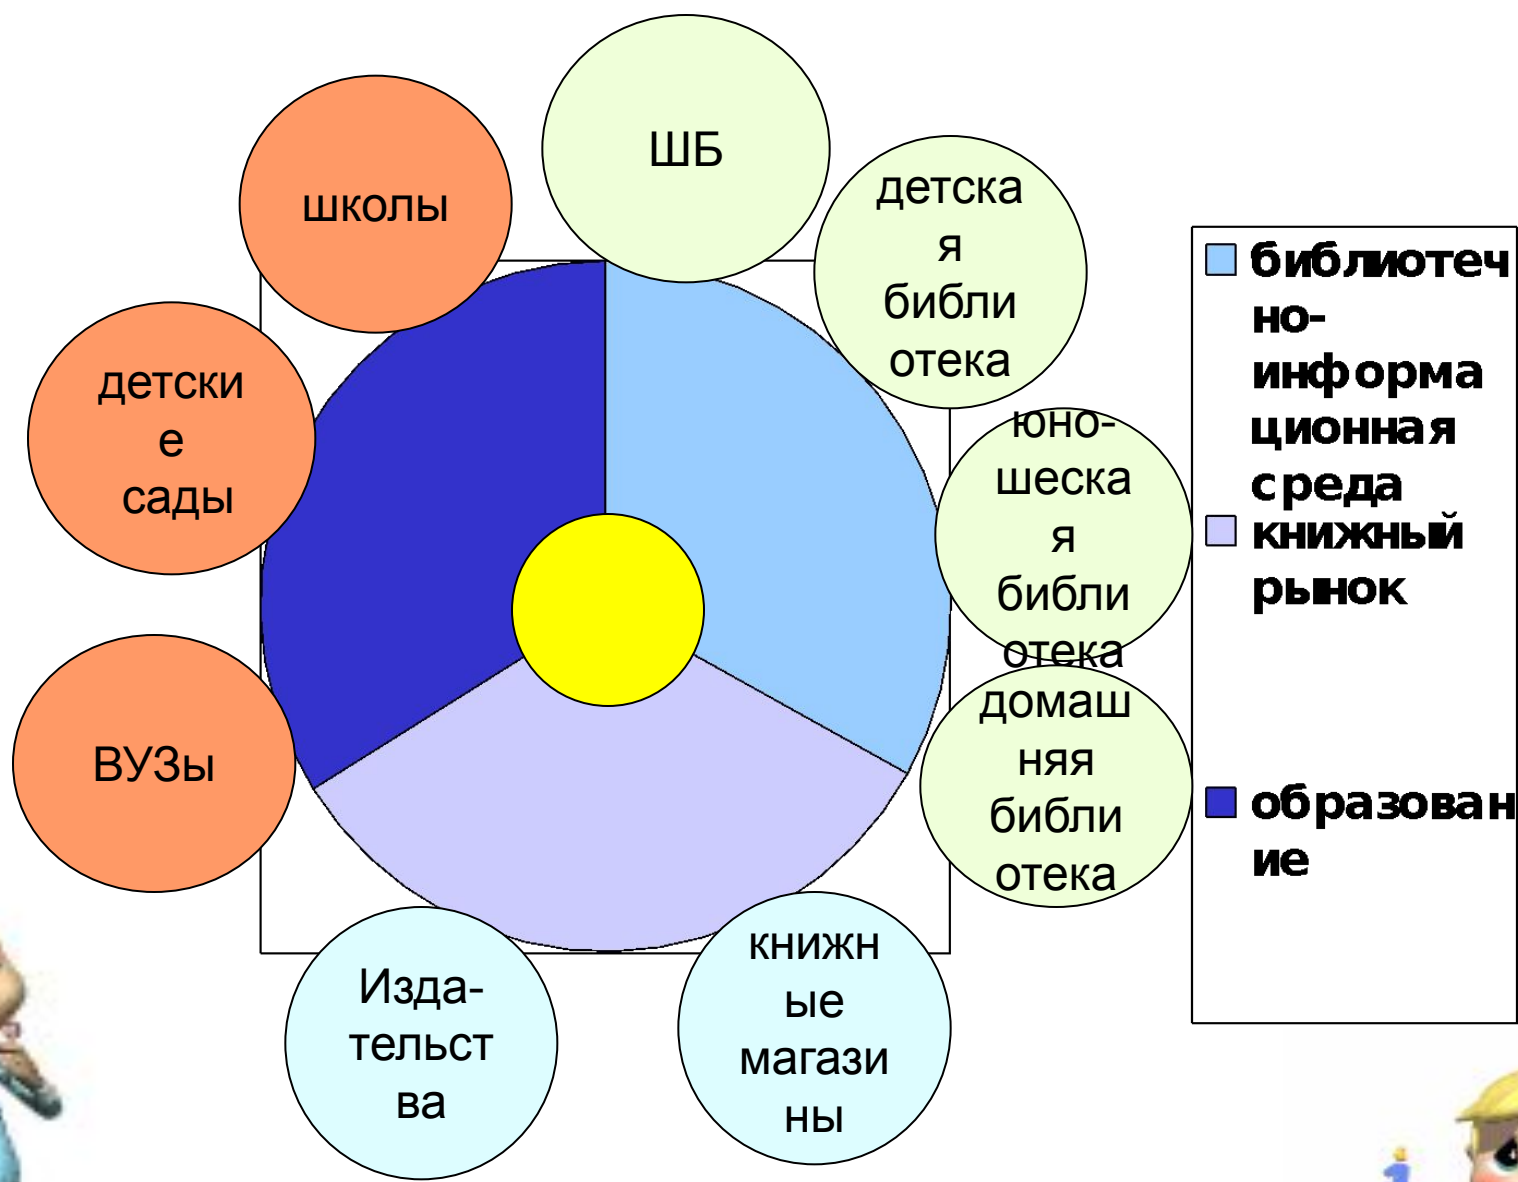 ШБ
школы
детска
я
библи
отека
детски
е
сады
юно-
шеска
я
библи
отека
ВУЗы
домаш
няя
библи
отека
Изда-
тельст
ва
книжн
ые
магази
ны
библиотеч
но-
информа
ционная
среда
книжный
рынок
образован
ие